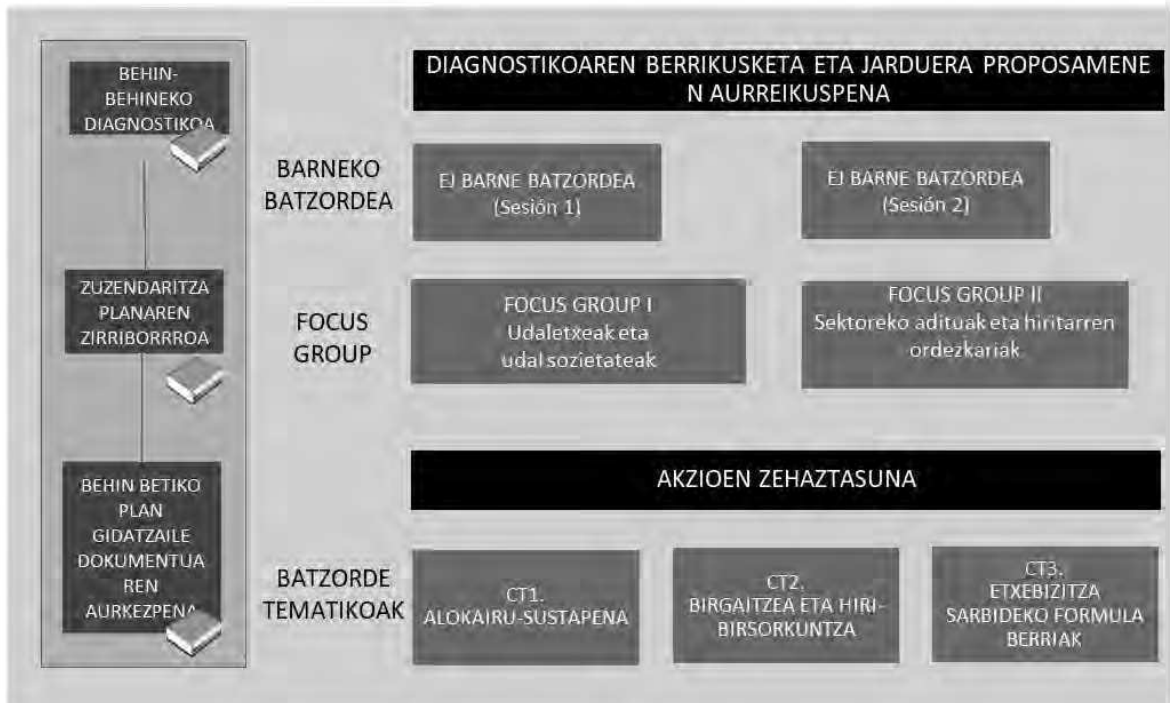 BEHIN-
BEHINEKO
DIAGNOSTIKOA
ZUZENDARITZA
PLANAREN
ZIRRIBORRROA
BEHIN BETIKO
PLAN
GIDATZAILE
DOKUMENTUA
REN
AURKEZPENA
DIAGNOSTIKOAREN BERRIKUSKETA ETA JARDUERA PROPOSAMENE
N AURREIKUSPENA
BARNEKO
BATZORDEA
EJ BARNE BATZORDEA
(Sesión 1)
EJ BARNE BATZORDEA
(Sesión 2)
FOCUS
GROUP
FOCUS GROUP I
Udaletxeak eta
udal sozietateak
FOCUS GROUP II
Sektoreko adituak eta hiritarren
ordezkariak
AKZIOEN ZEHAZTASUNA
BATZORDE
TEMATIKOAK
CT1.
ALOKAIRU-SUSTAPENA
CT2.
BIRGAITZEA ETA HIRI-
BIRSORKUNTZA
CT3.
ETXEBIZITZA
SARBIDEKO FORMULA
BERRIAK